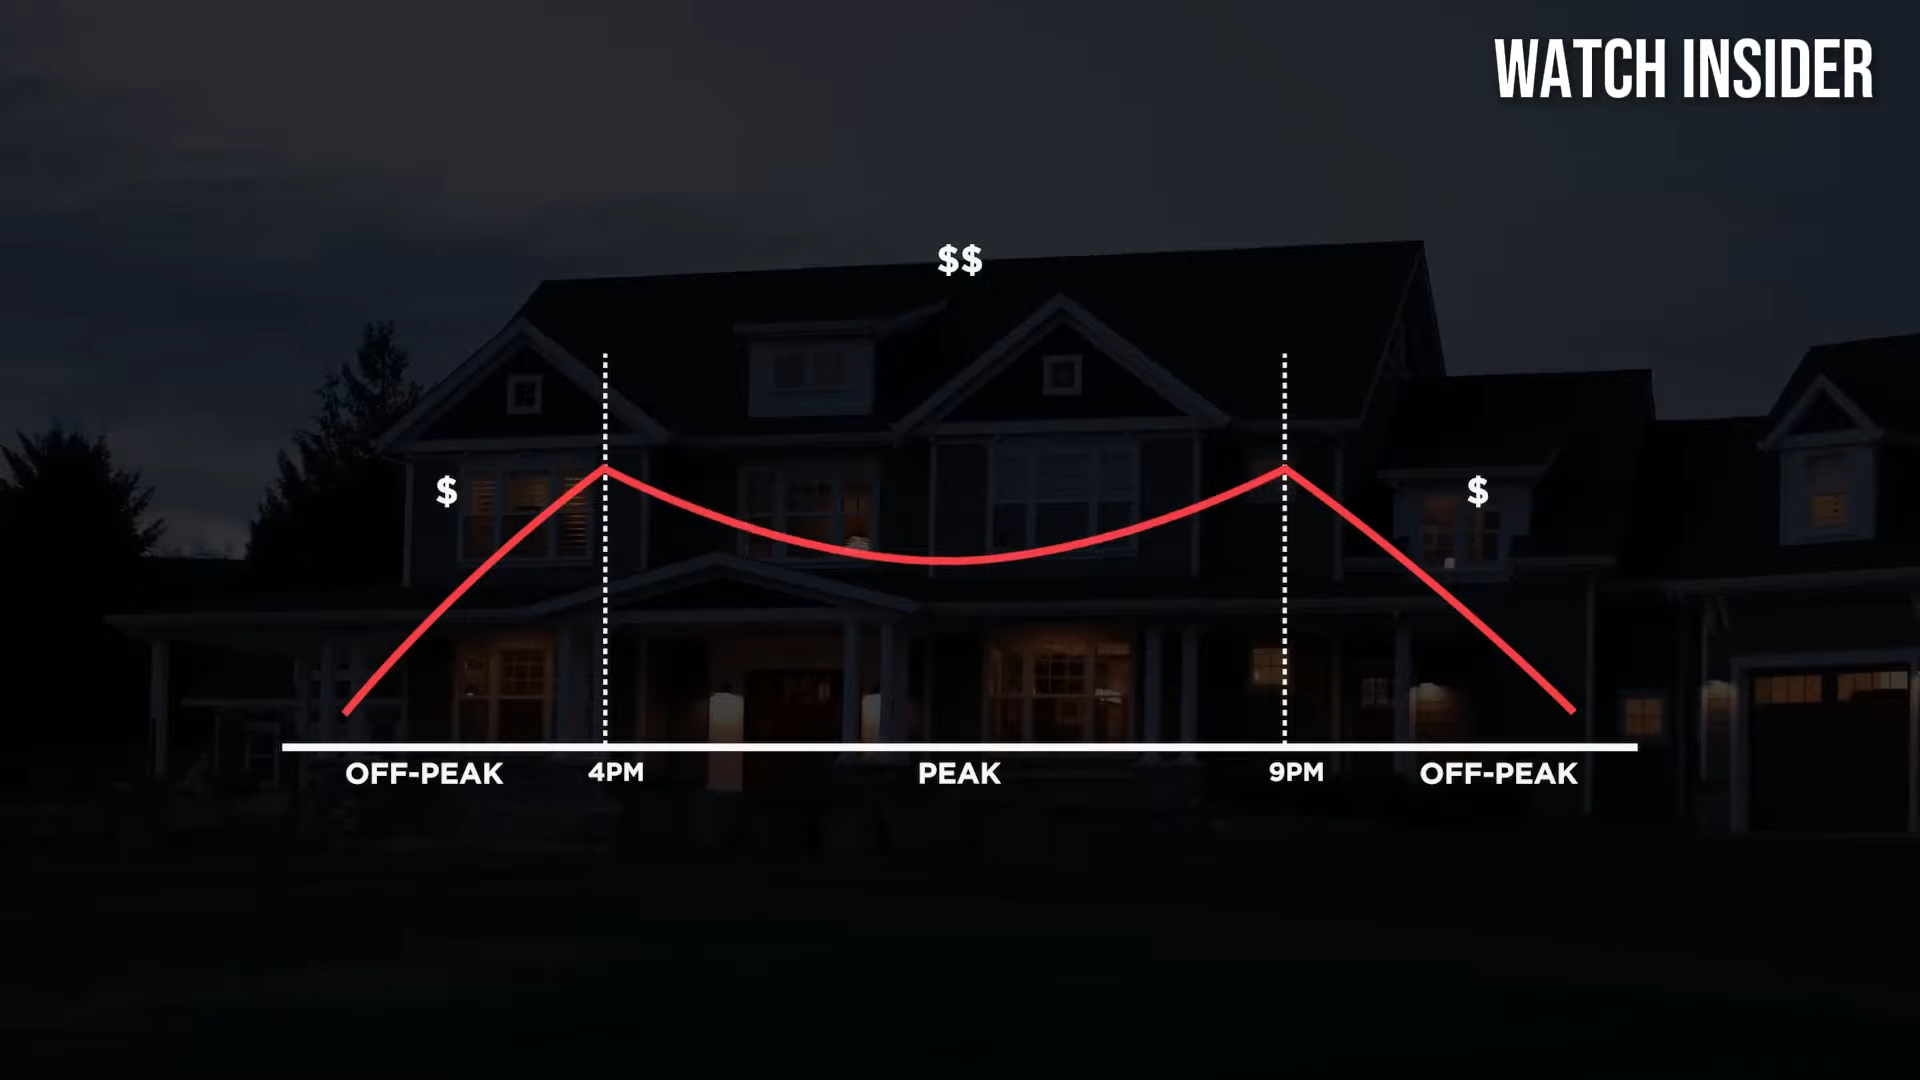 WATCH INSIDER
$$
$
$
OFF-PEAK
4PM
PEAK
9PM
OFF-PEAK